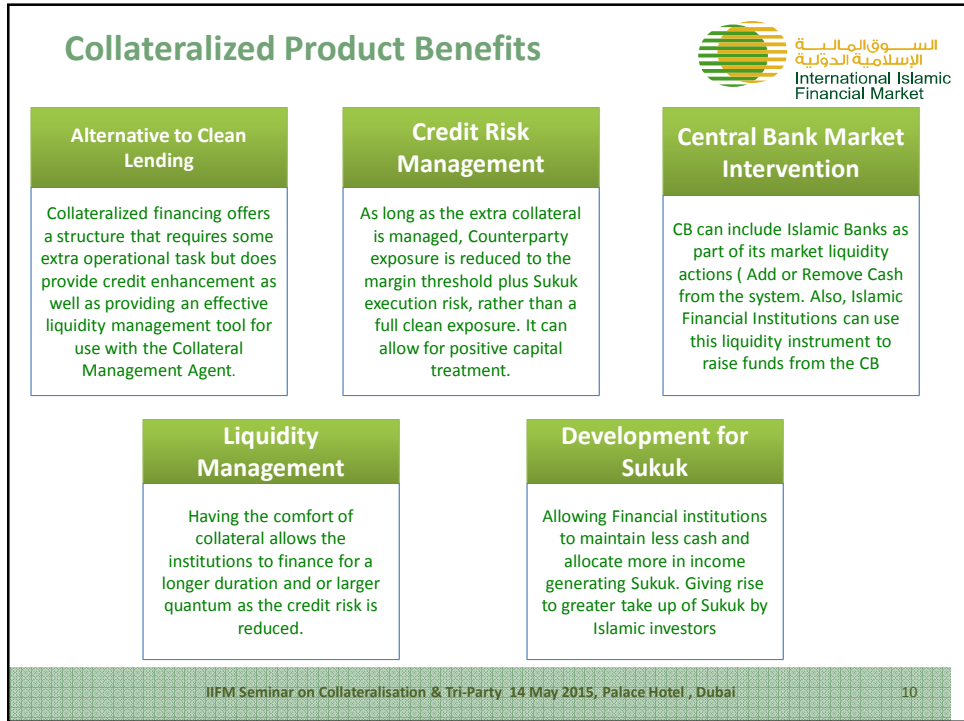 Collateralized Product Benefits
الســـوق المـالـيــة
الإسلامية الدولية
International Islamic
Financial Market
Alternative to Clean
Lending
Collateralized financing offers
a structure that requires some
extra operational task but does
provide credit enhancement as
well as providing an effective
liquidity management tool for
use with the Collateral
Management Agent.
Credit Risk
Management
As long as the extra collateral
is managed, Counterparty
exposure is reduced to the
margin threshold plus Sukuk
execution risk, rather than a
full clean exposure. It can
allow for positive capital
treatment.
Central Bank Market
Intervention
CB can include Islamic Banks as
part of its market liquidity
actions ( Add or Remove Cash
from the system. Also, Islamic
Financial Institutions can use
this liquidity instrument to
raise funds from the CB
Liquidity
Management
Having the comfort of
collateral allows the
institutions to finance for a
longer duration and or larger
quantum as the credit risk is
reduced.
Development for
Sukuk
Allowing Financial institutions
to maintain less cash and
allocate more in income
generating Sukuk. Giving rise
to greater take up of Sukuk by
Islamic investors
IIFM Seminar on Collateralisation & Tri-Party 14 May 2015, Palace Hotel , Dubai
10